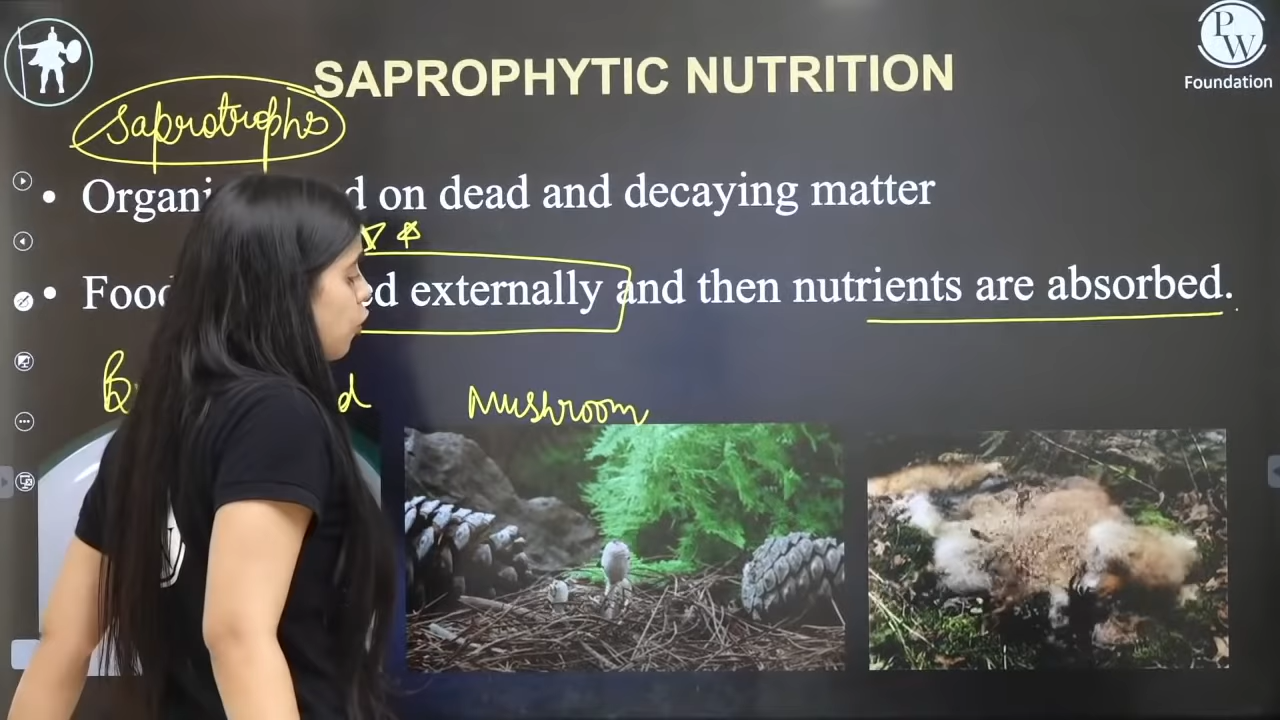 PW
Foundation
SAPROPHYTIC NUTRITION
Saprotrophs
• Organi d on dead and decaying matter
• Food ed externally and then nutrients are absorbed.
Mushroom